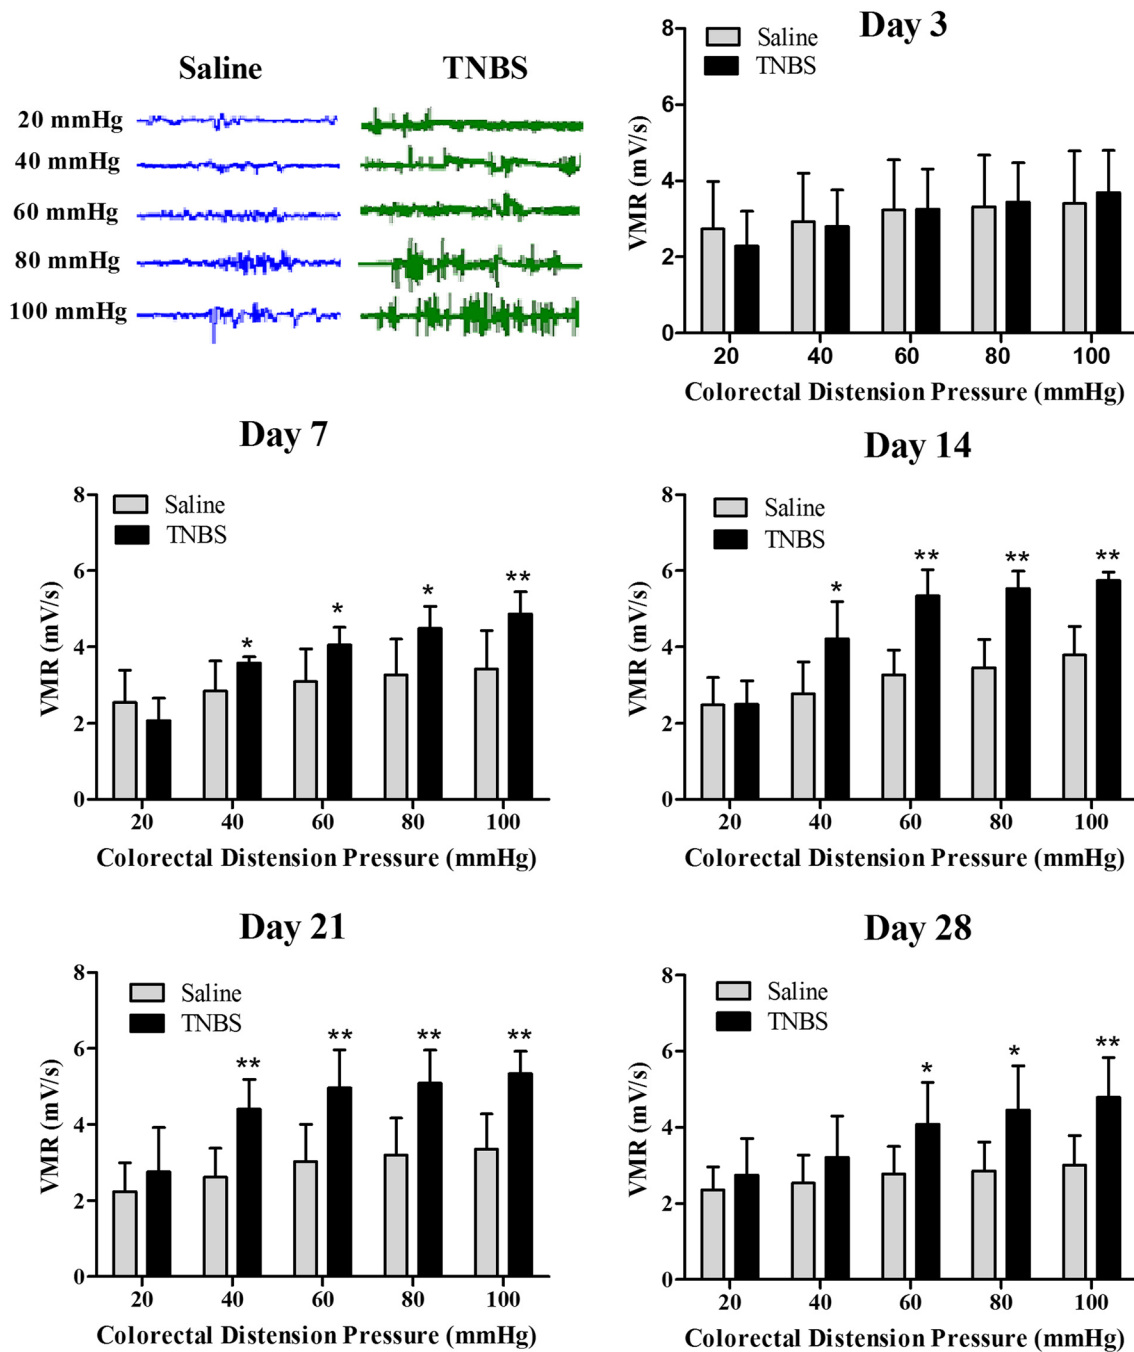 Saline TNBS
20 mmHg
40 mmHg
60 mmHg
80 mmHg
100 mmHg
Day 3
Saline
TNBS
VMR (mV/s)
8
6
4
2
0
20 40 60 80 100
Colorectal Distension Pressure (mmHg)
Day 7
Saline
TNBS
VMR (mV/s)
8
6
4
2
0
* * * **
20 40 60 80 100
Colorectal Distension Pressure (mmHg)
Day 14
Saline
TNBS
VMR (mV/s)
8
6
4
2
0
* ** ** **
20 40 60 80 100
Colorectal Distension Pressure (mmHg)
Day 21
Saline
TNBS
VMR (mV/s)
8
6
4
2
0
** ** ** **
20 40 60 80 100
Colorectal Distension Pressure (mmHg)
Day 28
Saline
TNBS
VMR (mV/s)
8
6
4
2
0
* * **
20 40 60 80 100
Colorectal Distension Pressure (mmHg)